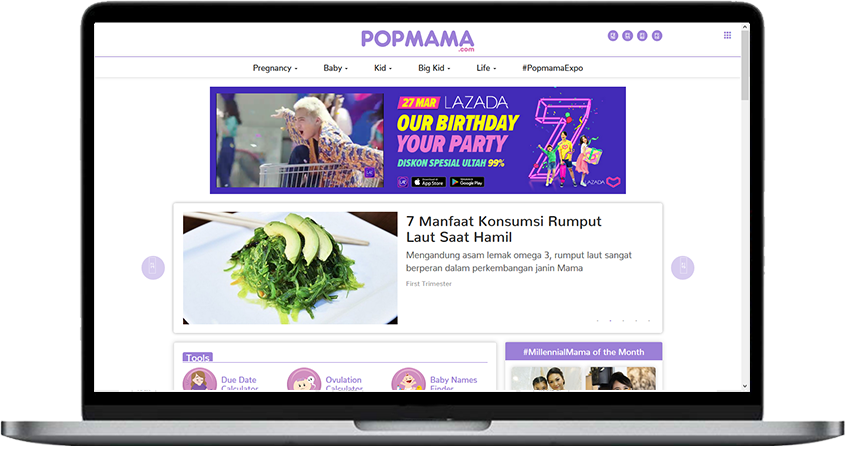 POPMAMA
.com
Pregnancy
Baby
Kid
Big Kid
Life
#PopmamaExpo
27 MAR LAZADA
OUR BIRTHDAY
YOUR PARTY
DISKON SPESIAL ULTAH 99%
App Store
Google Play
LAZADA
7
7 Manfaat Konsumsi Rumput
Laut Saat Hamil
Mengandung asam lemak omega 3, rumput laut sangat
berperan dalam perkembangan janin Mama
First Trimester
Tools
Due Date
Calculator
Ovulation
Calculator
Baby Names
Finder
#MillennialMama of the Month